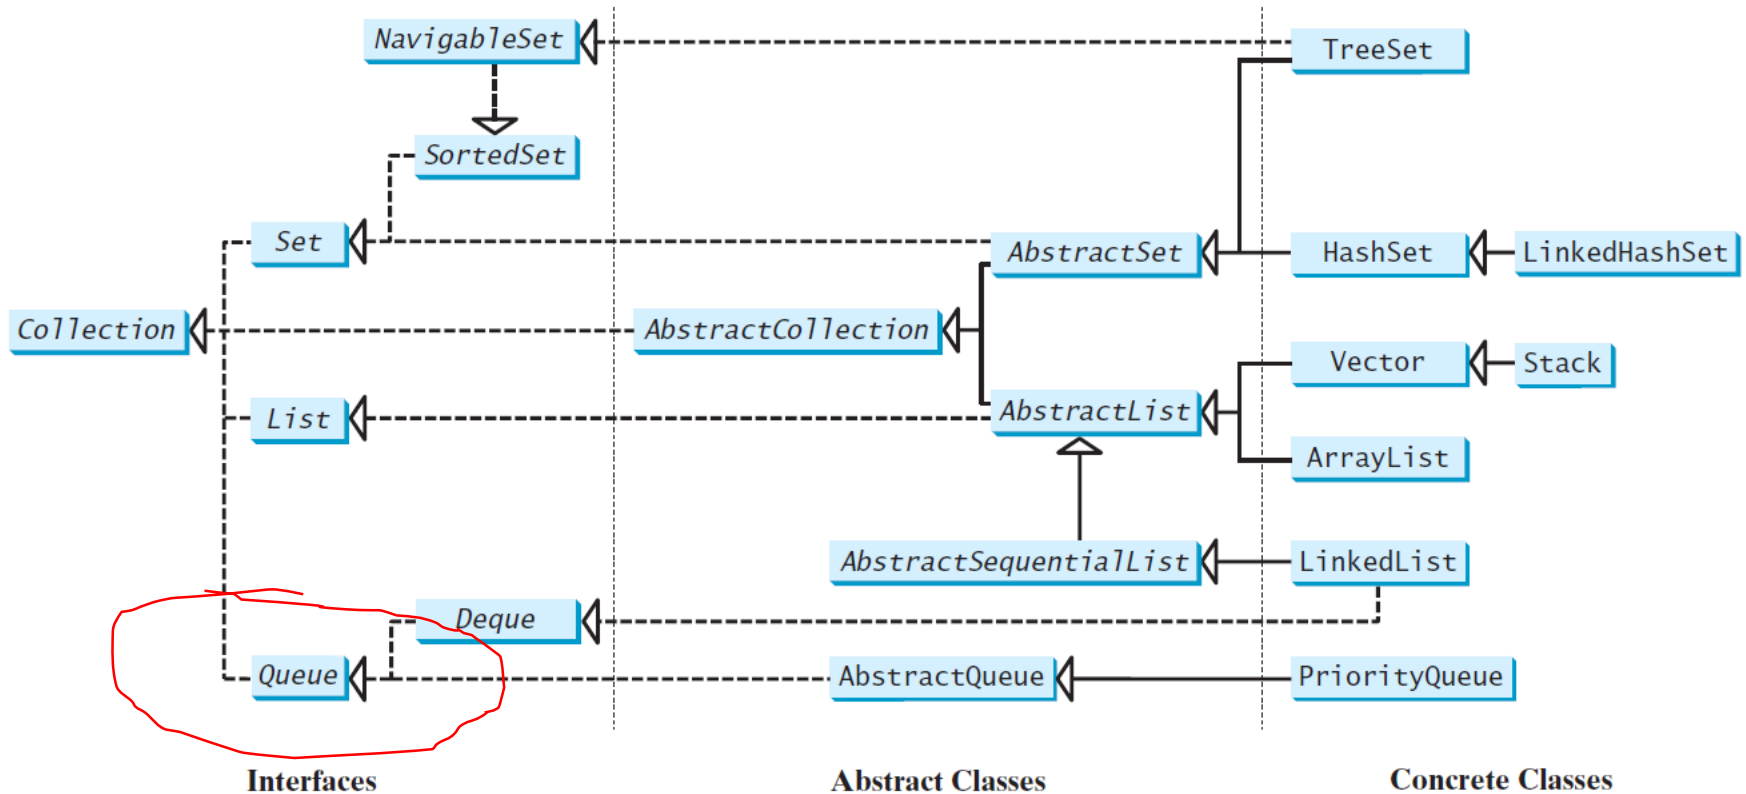 NavigableSet
TreeSet
SortedSet
Set
AbstractSet
HashSet
LinkedHashSet
Collection
AbstractCollection
Vector
Stack
List
AbstractList
ArrayList
AbstractSequentialList
LinkedList
Deque
Queue
AbstractQueue
PriorityQueue
Interfaces
Abstract Classes
Concrete Classes